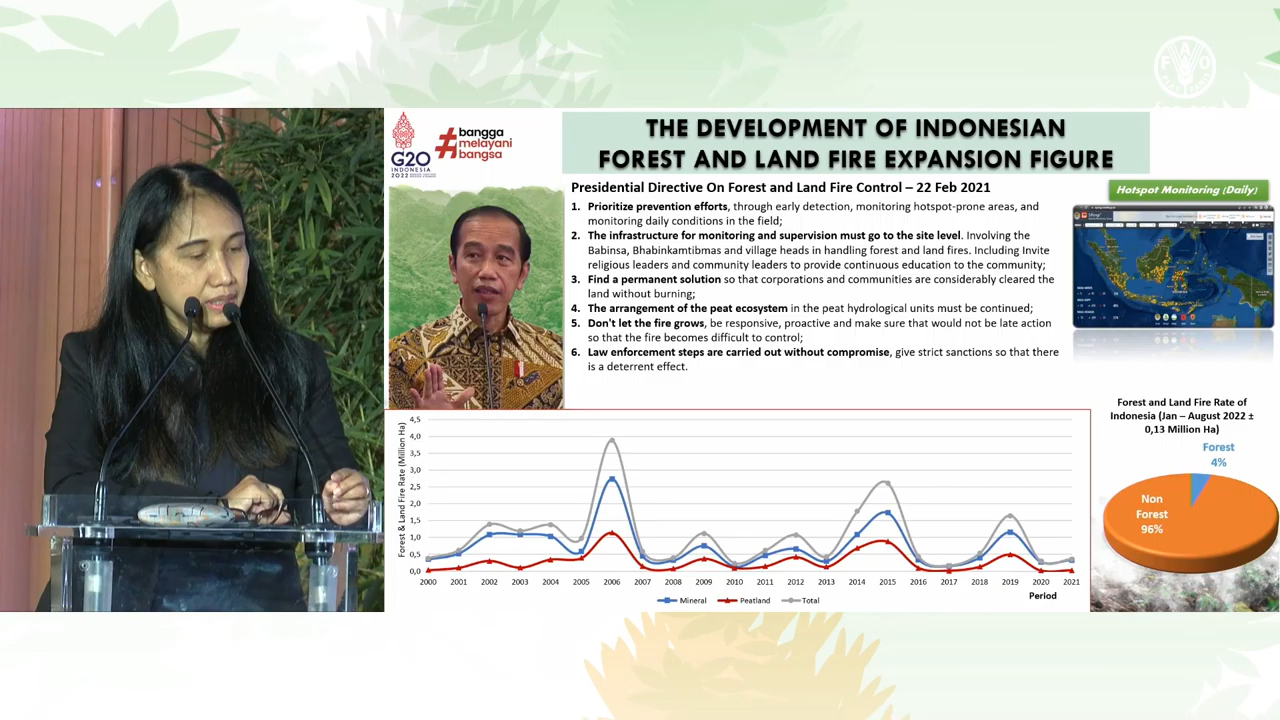 FAO
FIAT PANIS
G20
INDONESIA
2022
#bangga
melayani
bangsa
THE DEVELOPMENT OF INDONESIAN
FOREST AND LAND FIRE EXPANSION FIGURE
Presidential Directive On Forest and Land Fire Control – 22 Feb 2021
1. Prioritize prevention efforts, through early detection, monitoring hotspot-prone areas, and
monitoring daily conditions in the field;
2. The infrastructure for monitoring and supervision must go to the site level. Involving the
Babinsa, Bhabinkamtibmas and village heads in handling forest and land fires. Including Invite
religious leaders and community leaders to provide continuous education to the community;
3. Find a permanent solution so that corporations and communities are considerably cleared the
land without burning;
4. The arrangement of the peat ecosystem in the peat hydrological units must be continued;
5. Don't let the fire grows, be responsive, proactive and make sure that would not be late action
so that the fire becomes difficult to control;
6. Law enforcement steps are carried out without compromise, give strict sanctions so that there
is a deterrent effect.
Hotspot Monitoring (Daily)
Forest and Land Fire Rate of
Indonesia (Jan – August 2022 ±
0,13 Million Ha)
Forest
4%
Non
Forest
96%
Forest & Land Fire Rate (Million Ha)
4,5
4,0
3,5
3,0
2,5
2,0
1,5
1,0
0,5
0,0
2000 2001 2002 2003 2004 2005 2006 2007 2008 2009 2010 2011 2012 2013 2014 2015 2016 2017 2018 2019 2020 2021
Period
Mineral Peatland Total